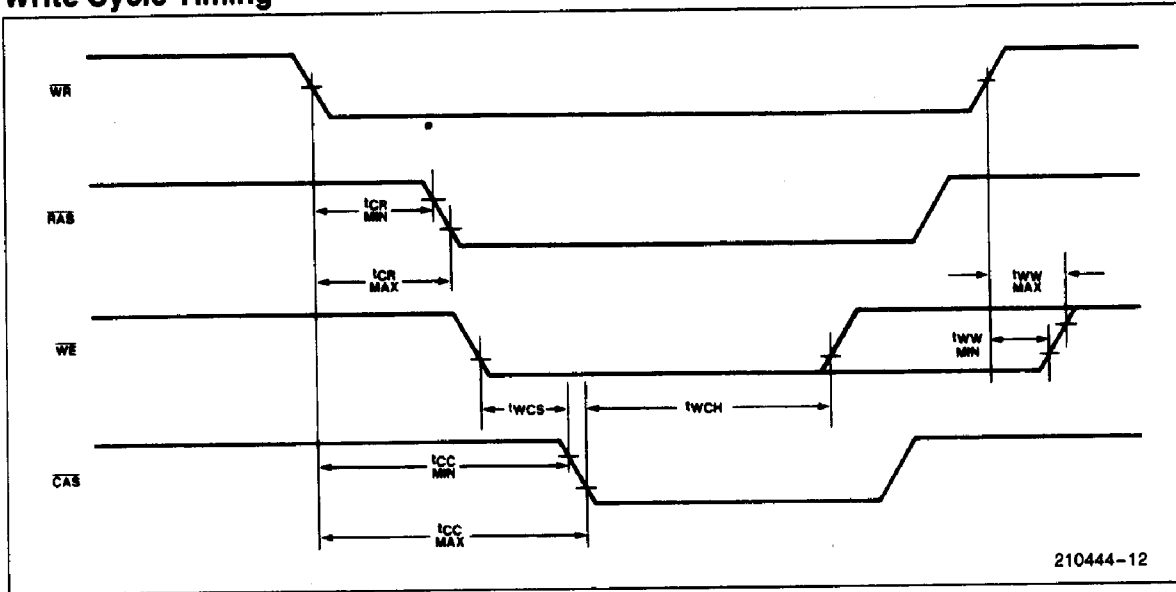 Write Cycle Timing
WR
RAS
tCR
MIN
tCR
MAX
tWW
MAX
WE
tWW
MIN
tWCS
tWCH
CAS
tCC
MIN
tCC
MAX
210444-12